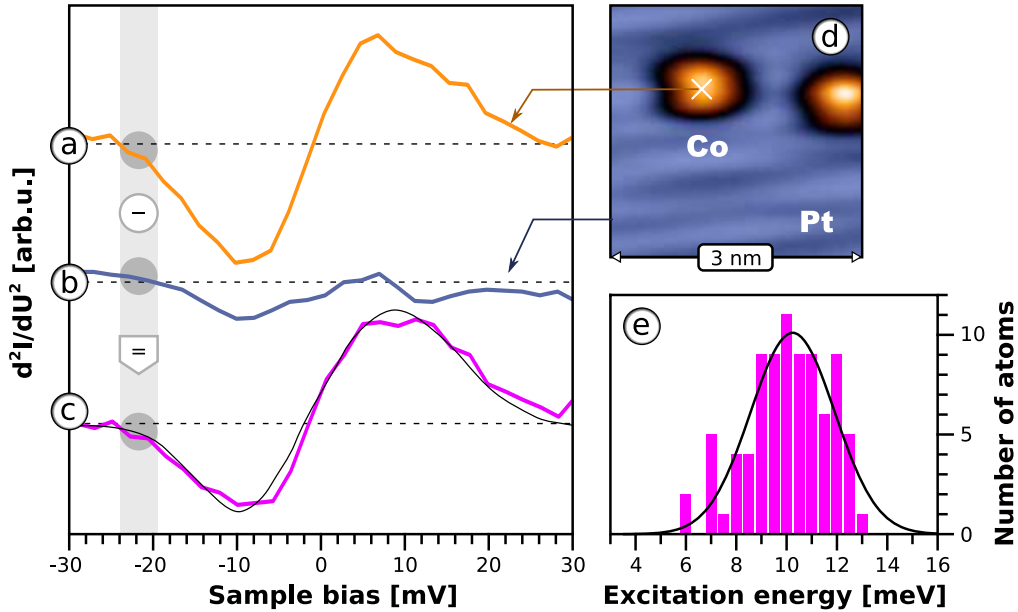 d²I/dU² [arb.u.]
a
−
b
=
c
-30 -20 -10 0 10 20 30
Sample bias [mV]
d
Co
Pt
3 nm
e
10
5
0
Number of atoms
4 6 8 10 12 14 16
Excitation energy [meV]